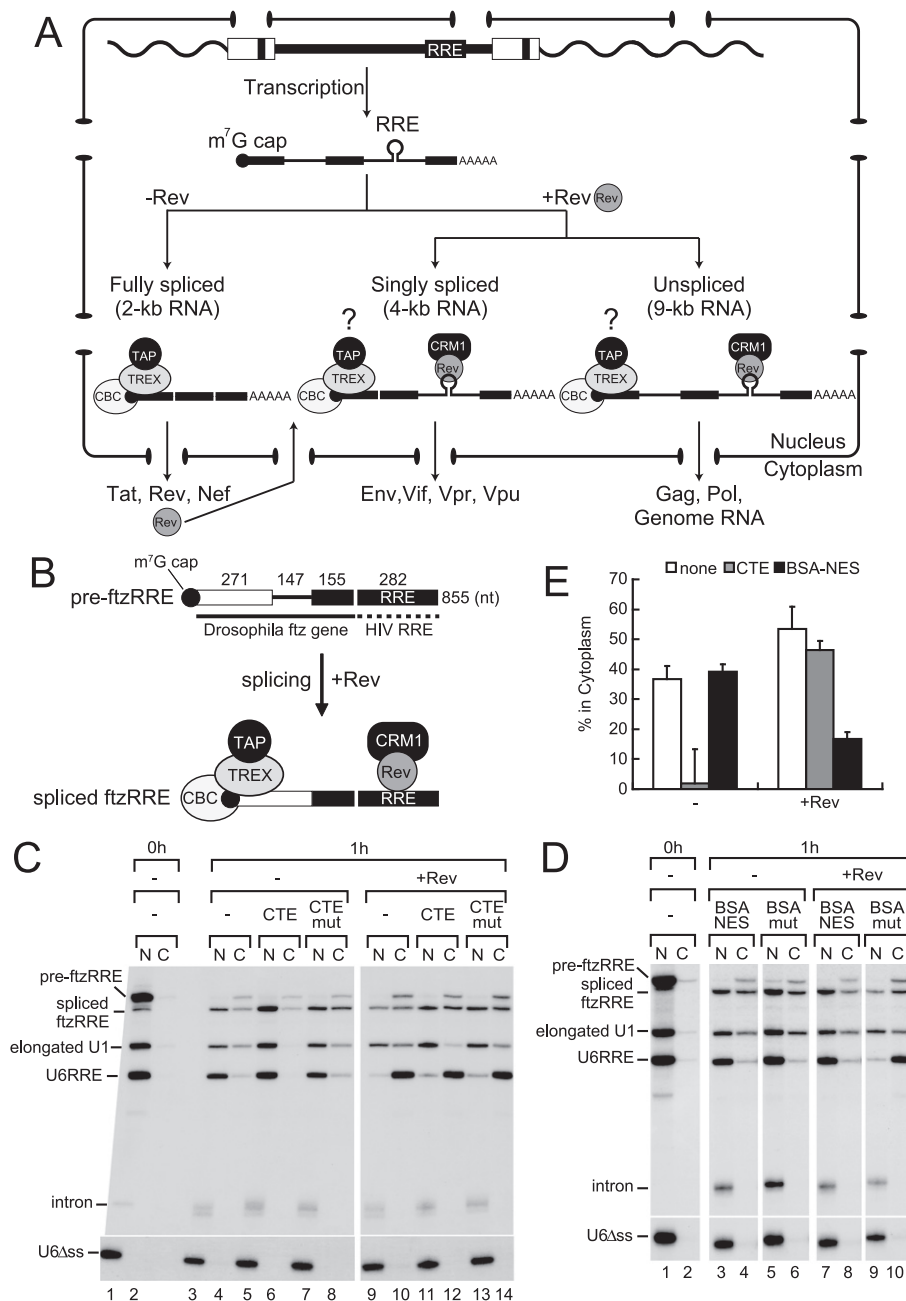 A
RRE
Transcription
RRE
m7G cap
AAAAA
-Rev
+Rev Rev
Fully spliced
(2-kb RNA)
Singly spliced
(4-kb RNA)
Unspliced
(9-kb RNA)
? ?
TAP TAP CRM1 TAP CRM1
TREX TREX Rev TREX Rev
CBC AAAAA CBC AAAAA CBC AAAAA
Nucleus
Cytoplasm
Tat, Rev, Nef
Rev
Env,Vif, Vpr, Vpu
Gag, Pol,
Genome RNA
B
m7G cap
271 147 155 282
pre-ftzRRE RRE 855 (nt)
Drosophila ftz gene HIV RRE
splicing +Rev
TAP CRM1
TREX Rev
spliced ftzRRE CBC RRE
E
none CTE BSA-NES
% in Cytoplasm
70
60
50
40
30
20
10
0
- +Rev
C
0h 1h
- - +Rev
- - CTE CTE mut - CTE CTE mut
N C N C N C N C N C N C N C
pre-ftzRRE
spliced
ftzRRE
elongated U1
U6RRE
intron
U6Δss
1 2 3 4 5 6 7 8 9 10 11 12 13 14
D
0h 1h
- - +Rev
- BSA NES BSA mut BSA NES BSA mut
N C N C N C N C N C
pre-ftzRRE
spliced
ftzRRE
elongated U1
U6RRE
intron
U6Δss
1 2 3 4 5 6 7 8 9 10